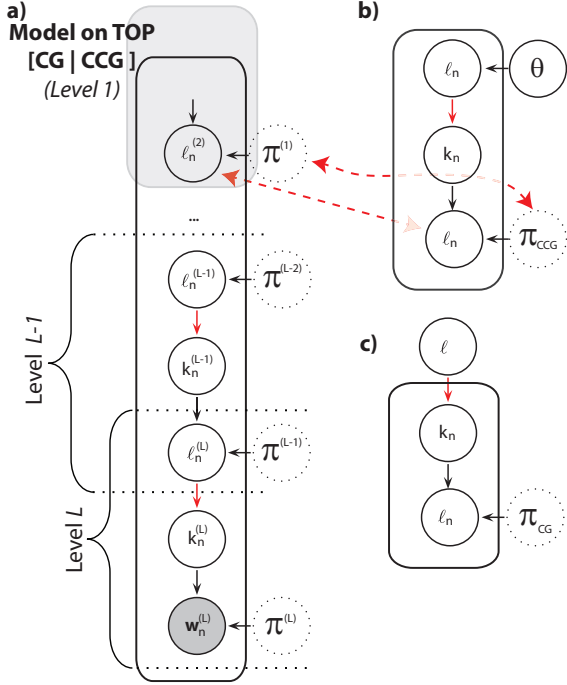 a)
Model on TOP
[CG | CCG ]
(Level 1)
ℓn(2)
π(1)
...
ℓn(L-1)
π(L-2)
Level L-1
kn(L-1)
ℓn(L)
π(L-1)
Level L
kn(L)
wn(L)
π(L)
b)
ℓn
θ
kn
ℓn
πCCG
c)
ℓ
kn
ℓn
πCG